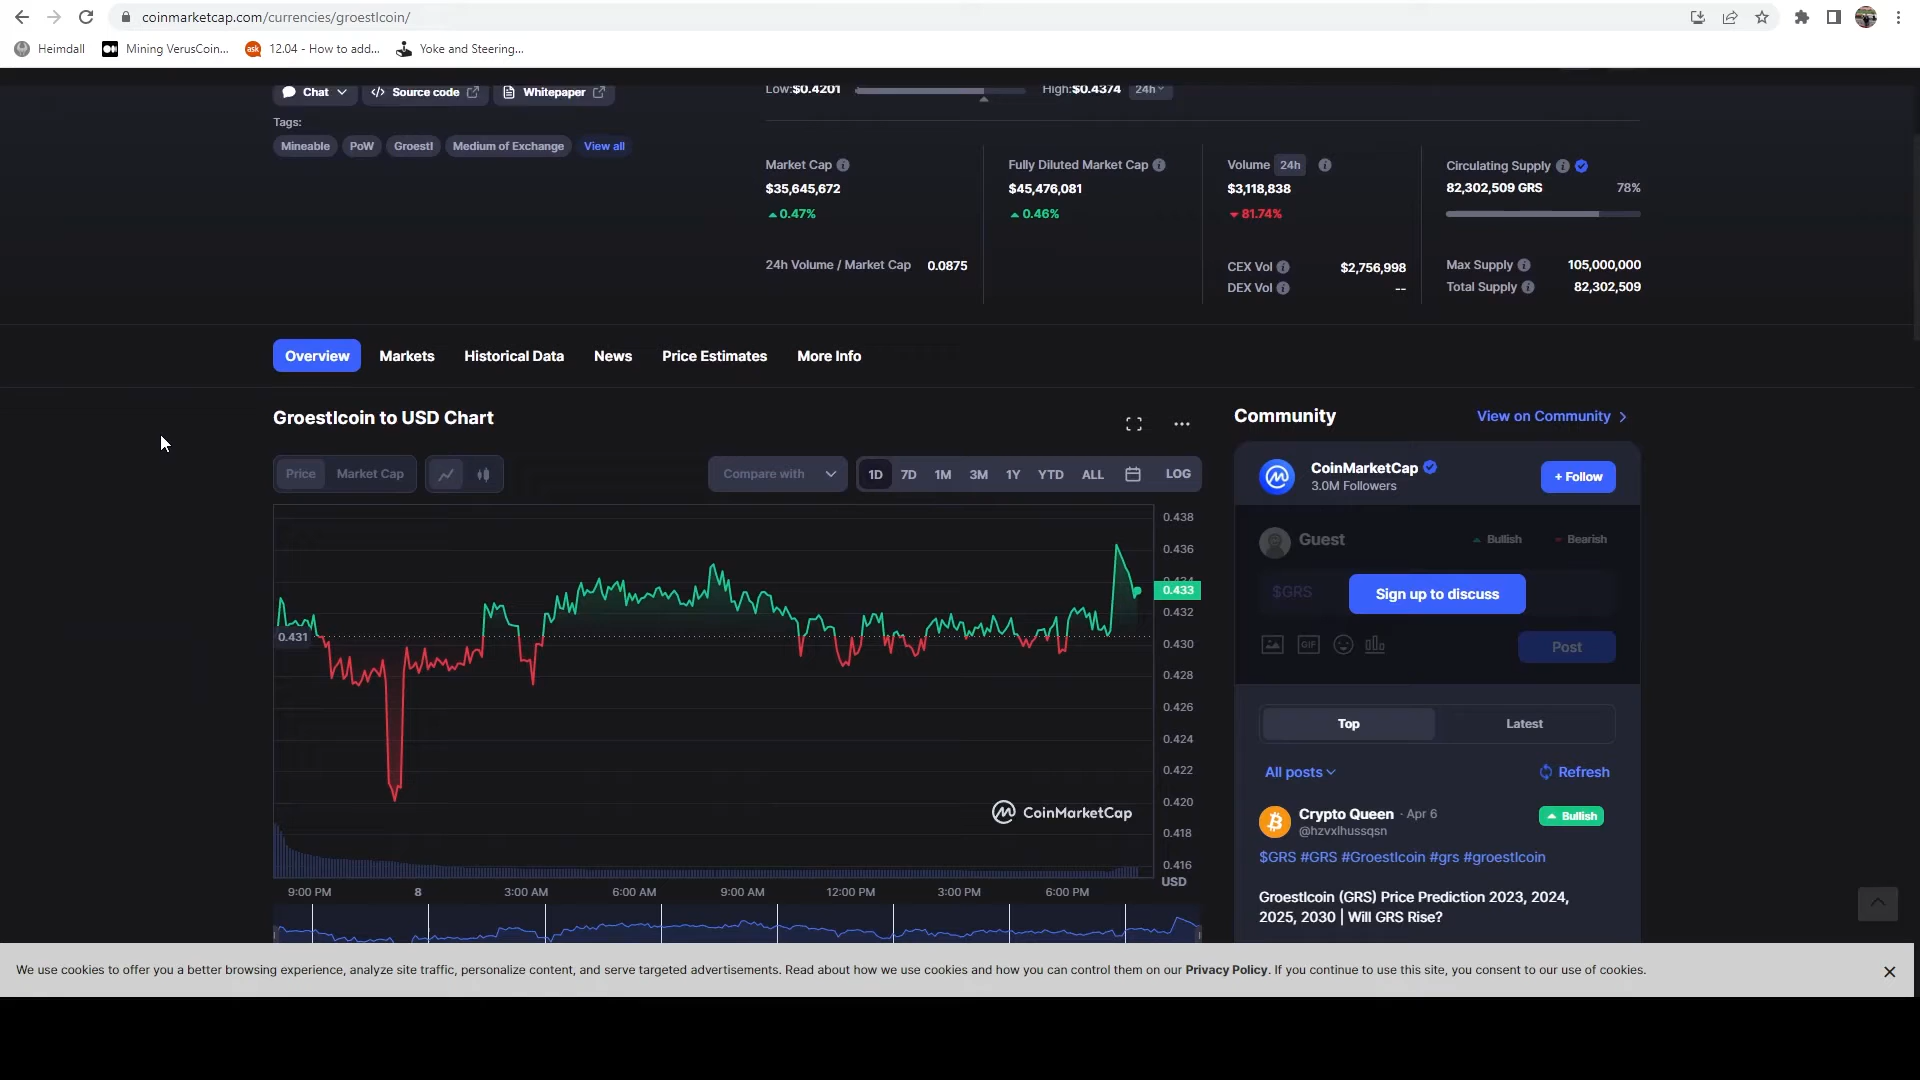 coinmarketcap.com/currencies/groestlcoin/
Heimdall
Mining VerusCoin...
ask
12.04 - How to add...
Yoke and Steering...
Chat
Source code
Whitepaper
Low:$0.4201
High:$0.4374
24h
Tags:
Mineable
PoW
Groestl
Medium of Exchange
View all
Market Cap
$35,645,672
0.47%
24h Volume / Market Cap 0.0875
Fully Diluted Market Cap
$45,476,081
0.46%
Volume 24h
$3,118,838
81.74%
CEX Vol $2,756,998
DEX Vol --
Circulating Supply
82,302,509 GRS 78%
Max Supply 105,000,000
Total Supply 82,302,509
Overview
Markets
Historical Data
News
Price Estimates
More Info
Groestlcoin to USD Chart
Price
Market Cap
Compare with
1D
7D
1M
3M
1Y
YTD
ALL
LOG
0.438
0.436
0.434
0.433
0.432
0.430
0.428
0.426
0.424
0.422
0.420
0.418
0.416
0.431
CoinMarketCap
USD
9:00 PM
8
3:00 AM
6:00 AM
9:00 AM
12:00 PM
3:00 PM
6:00 PM
Community
View on Community
CoinMarketCap
3.0M Followers
+ Follow
Guest
Bullish
Bearish
$GRS
Sign up to discuss
GIF
Post
Top
Latest
All posts
Refresh
Crypto Queen · Apr 6
@hzvxlhussqsn
Bullish
$GRS #GRS #Groestlcoin #grs #groestlcoin
Groestlcoin (GRS) Price Prediction 2023, 2024,
2025, 2030 | Will GRS Rise?
We use cookies to offer you a better browsing experience, analyze site traffic, personalize content, and serve targeted advertisements. Read about how we use cookies and how you can control them on our Privacy Policy. If you continue to use this site, you consent to our use of cookies.